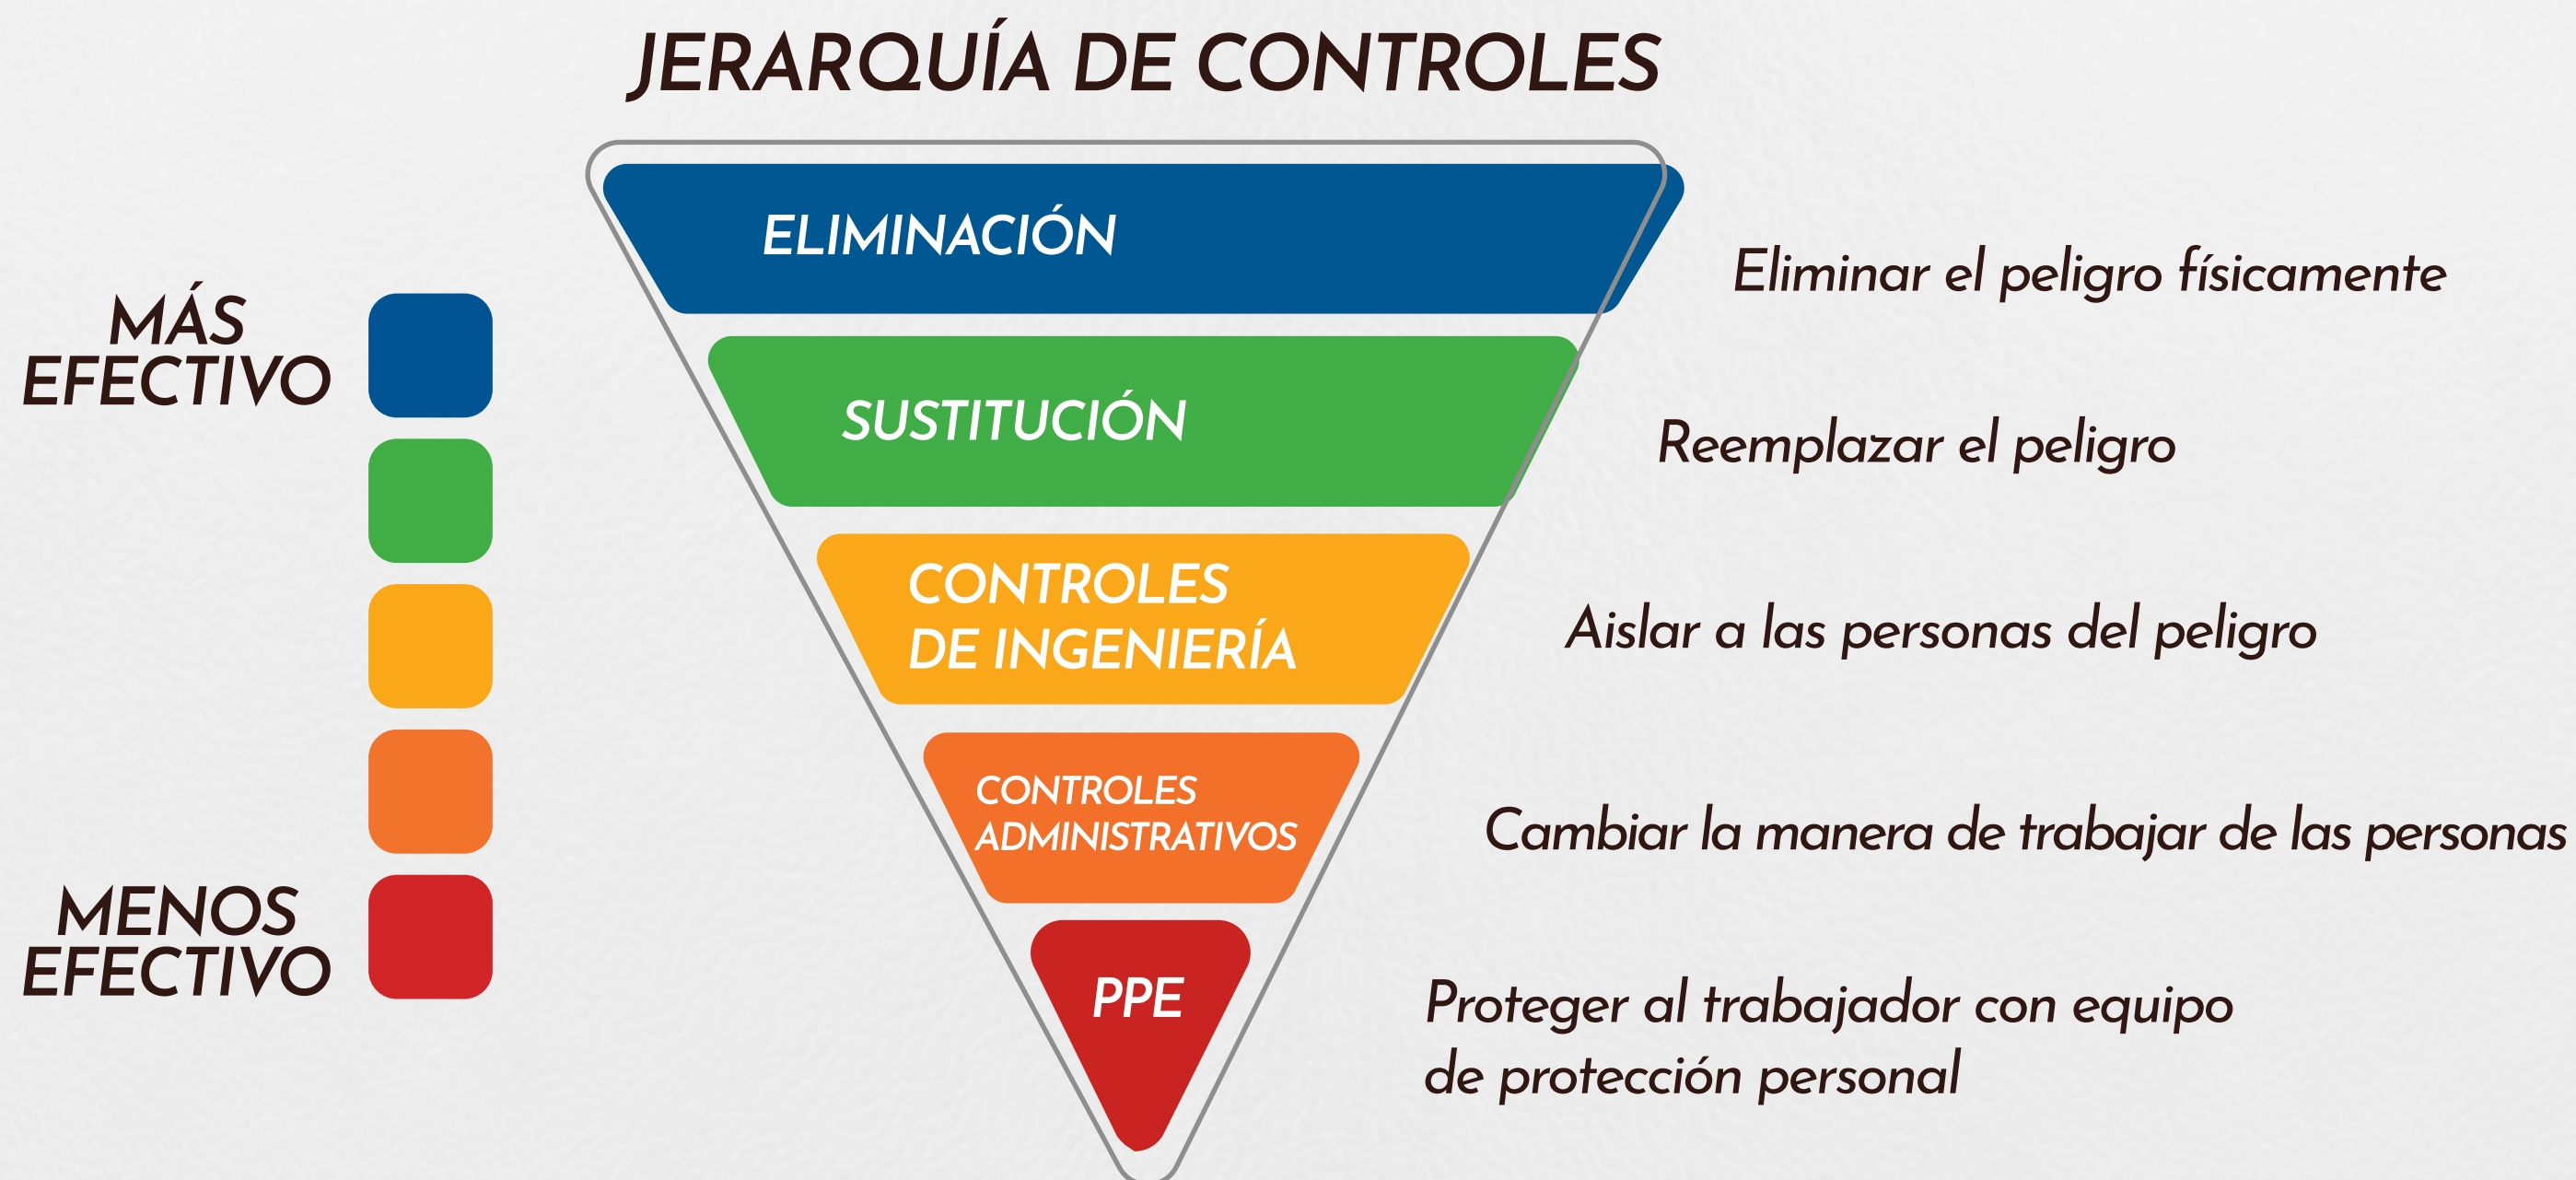 JERARQUÍA DE CONTROLES
MÁS
EFECTIVO
MENOS
EFECTIVO
ELIMINACIÓN
Eliminar el peligro físicamente
SUSTITUCIÓN
Reemplazar el peligro
CONTROLES
DE INGENIERÍA
Aislar a las personas del peligro
CONTROLES
ADMINISTRATIVOS
Cambiar la manera de trabajar de las personas
PPE
Proteger al trabajador con equipo
de protección personal